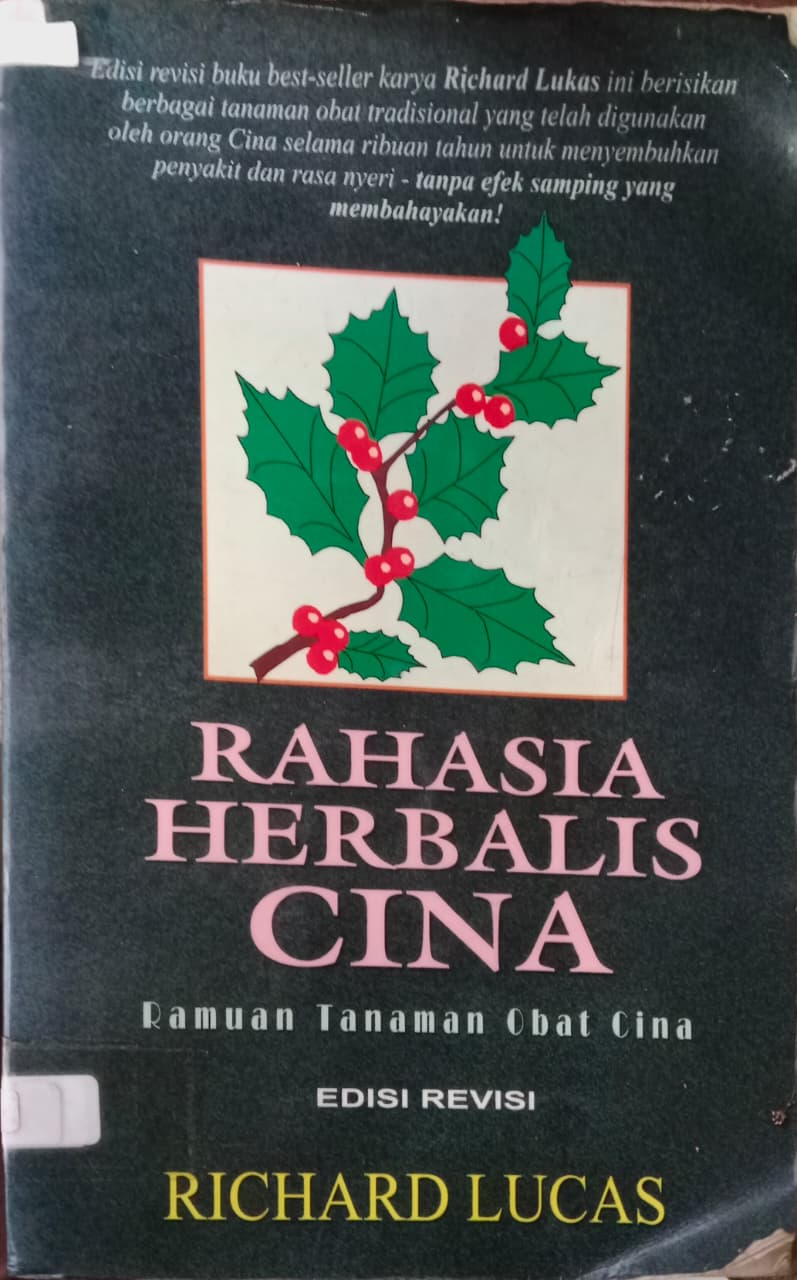 Edisi revisi buku best-seller karya Richard Lukas ini berisikan
berbagai tanaman obat tradisional yang telah digunakan
oleh orang Cina selama ribuan tahun untuk menyembuhkan
penyakit dan rasa nyeri - tanpa efek samping yang
membahayakan!
RAHASIA
HERBALIS
CINA
Ramuan Tanaman Obat Cina
EDISI REVISI
RICHARD LUCAS